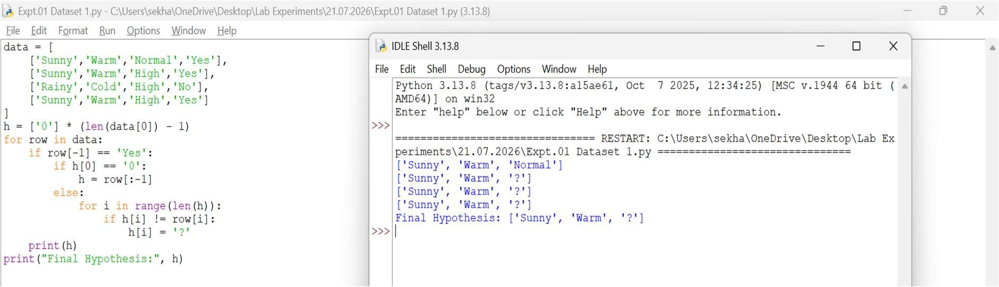 Expt.01 Dataset 1.py - C:\Users\sekha\OneDrive\Desktop\Lab Experiments\21.07.2026\Expt.01 Dataset 1.py (3.13.8)
File Edit Format Run Options Window Help
data = [
    ['Sunny','Warm','Normal','Yes'],
    ['Sunny','Warm','High','Yes'],
    ['Rainy','Cold','High','No'],
    ['Sunny','Warm','High','Yes']
]
h = ['0'] * (len(data[0]) - 1)
for row in data:
    if row[-1] == 'Yes':
        if h[0] == '0':
            h = row[:-1]
        else:
            for i in range(len(h)):
                if h[i] != row[i]:
                    h[i] = '?'
    print(h)
print("Final Hypothesis:", h)
IDLE Shell 3.13.8
File Edit Shell Debug Options Window Help
Python 3.13.8 (tags/v3.13.8:a15ae61, Oct  7 2025, 12:34:25) [MSC v.1944 64 bit (
AMD64)] on win32
Enter "help" below or click "Help" above for more information.
>>>
================================ RESTART: C:\Users\sekha\OneDrive\Desktop\Lab Ex
periments\21.07.2026\Expt.01 Dataset 1.py ===============================
['Sunny', 'Warm', 'Normal']
['Sunny', 'Warm', '?']
['Sunny', 'Warm', '?']
['Sunny', 'Warm', '?']
Final Hypothesis: ['Sunny', 'Warm', '?']
>>>